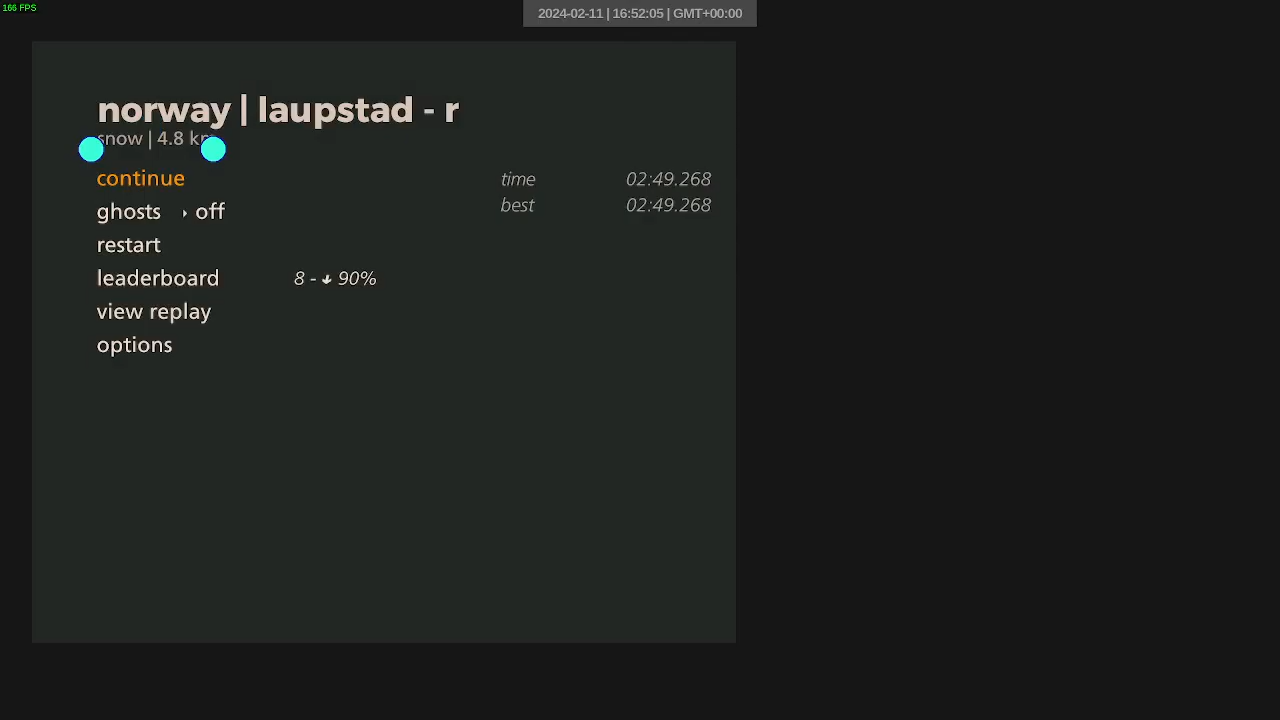 166 FPS
2024-02-11 | 16:52:05 | GMT+00:00
norway | laupstad - r
snow | 4.8 km
continue
time 02:49.268
best 02:49.268
ghosts ‣ off
restart
leaderboard 8 - ↓ 90%
view replay
options